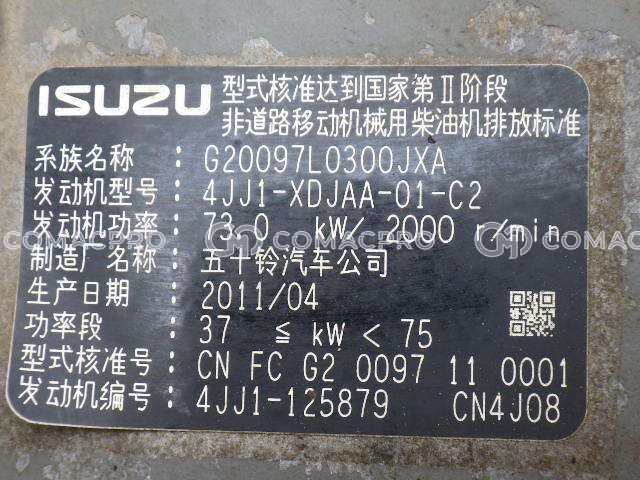 ISUZU 型式核准达到国家第Ⅱ阶段
非道路移动机械用柴油机排放标准
系族名称 : G20097L0300JXA
发动机型号 : 4JJ1-XDJAA-01-C2
发动机功率 : 73.0 kW/ 2000 r/min
COMACPRO COMACPRO COMACPRO
制造厂名称 : 五十铃汽车公司
生产日期 : 2011/04
功率段 : 37 ≦ kW < 75
型式核准号 : CN FC G2 0097 11 0001
发动机编号 : 4JJ1-125879 CN4J08